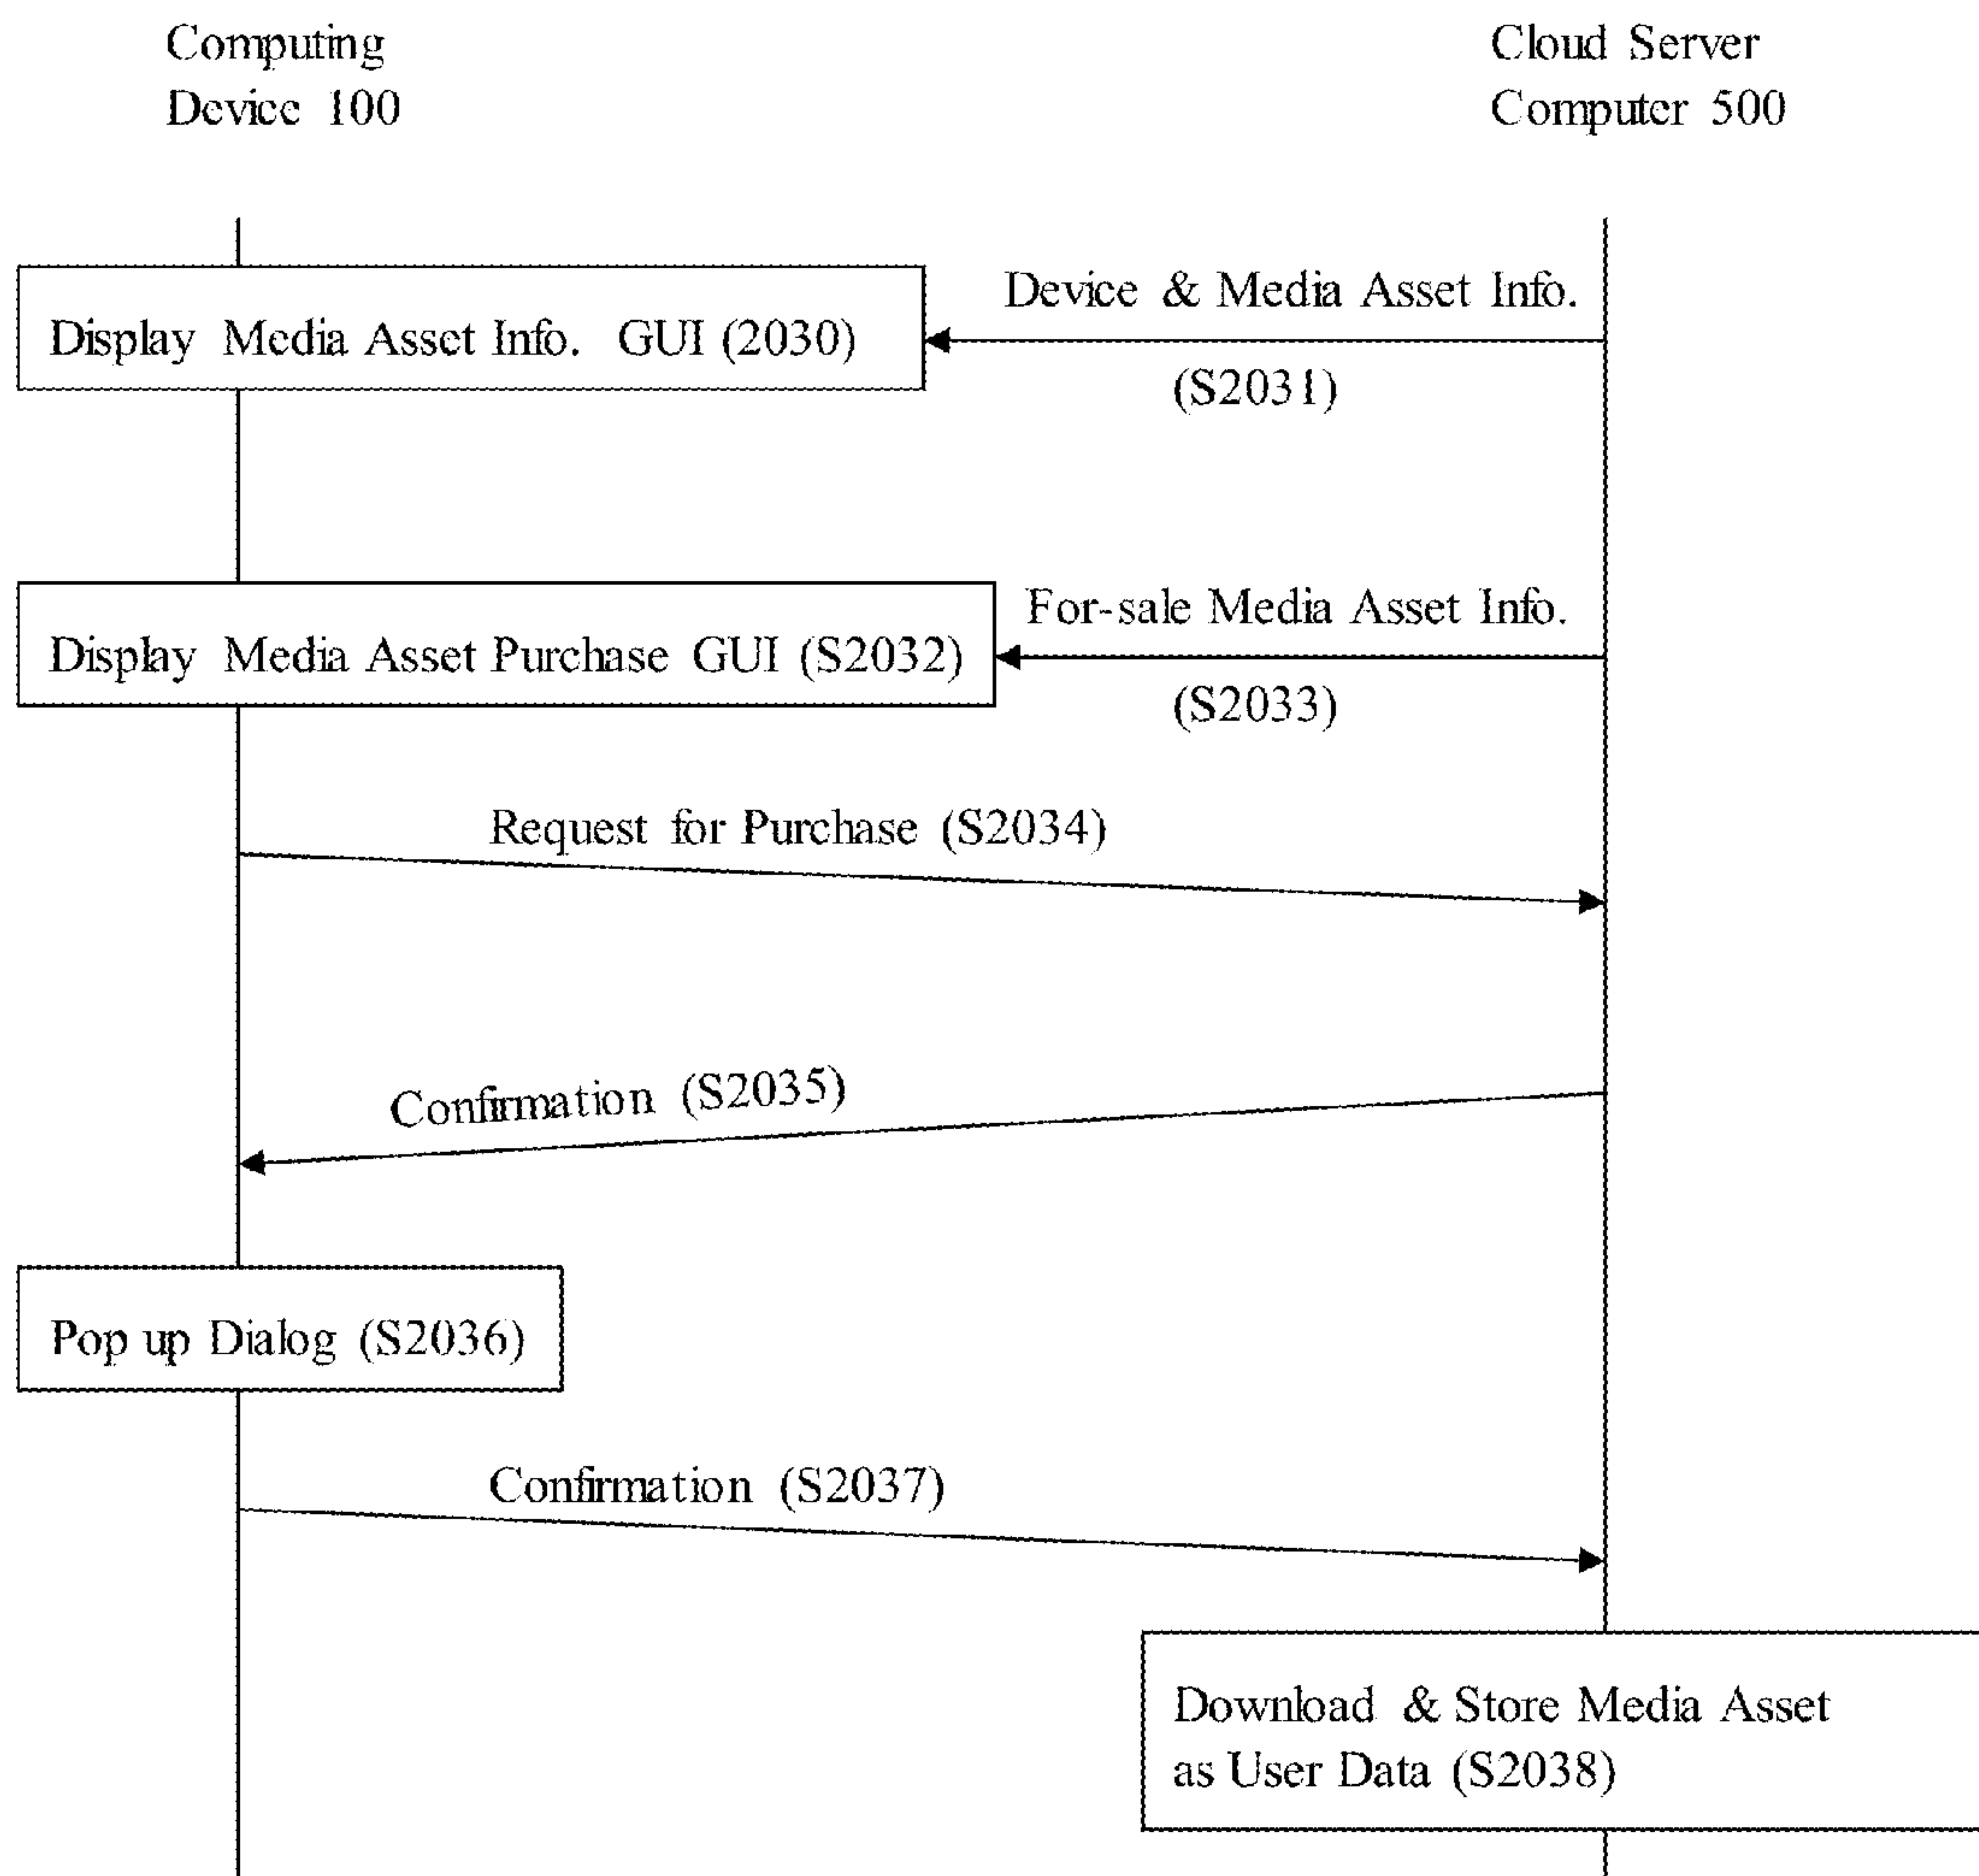 Computing
Device 100
Cloud Server
Computer 500
Display Media Asset Info. GUI (2030)
Device & Media Asset Info.
(S2031)
Display Media Asset Purchase GUI (S2032)
For-sale Media Asset Info.
(S2033)
Request for Purchase (S2034)
Confirmation (S2035)
Pop up Dialog (S2036)
Confirmation (S2037)
Download & Store Media Asset
as User Data (S2038)